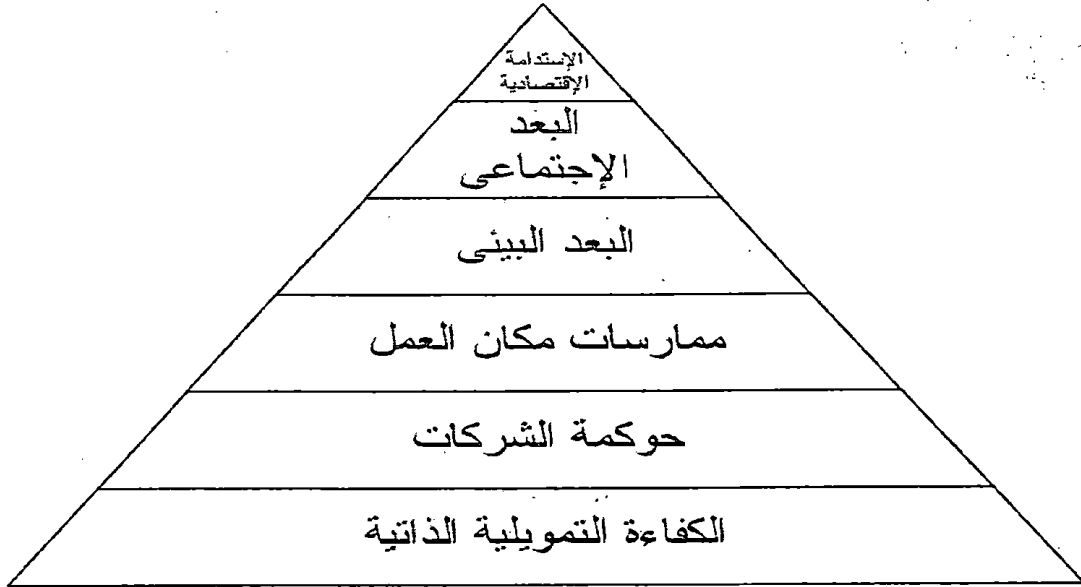 الإستدامة
الإقتصادية
البعد
الإجتماعى
البعد البيئى
ممارسات مكان العمل
حوكمة الشركات
الكفاءة التمويلية الذاتية